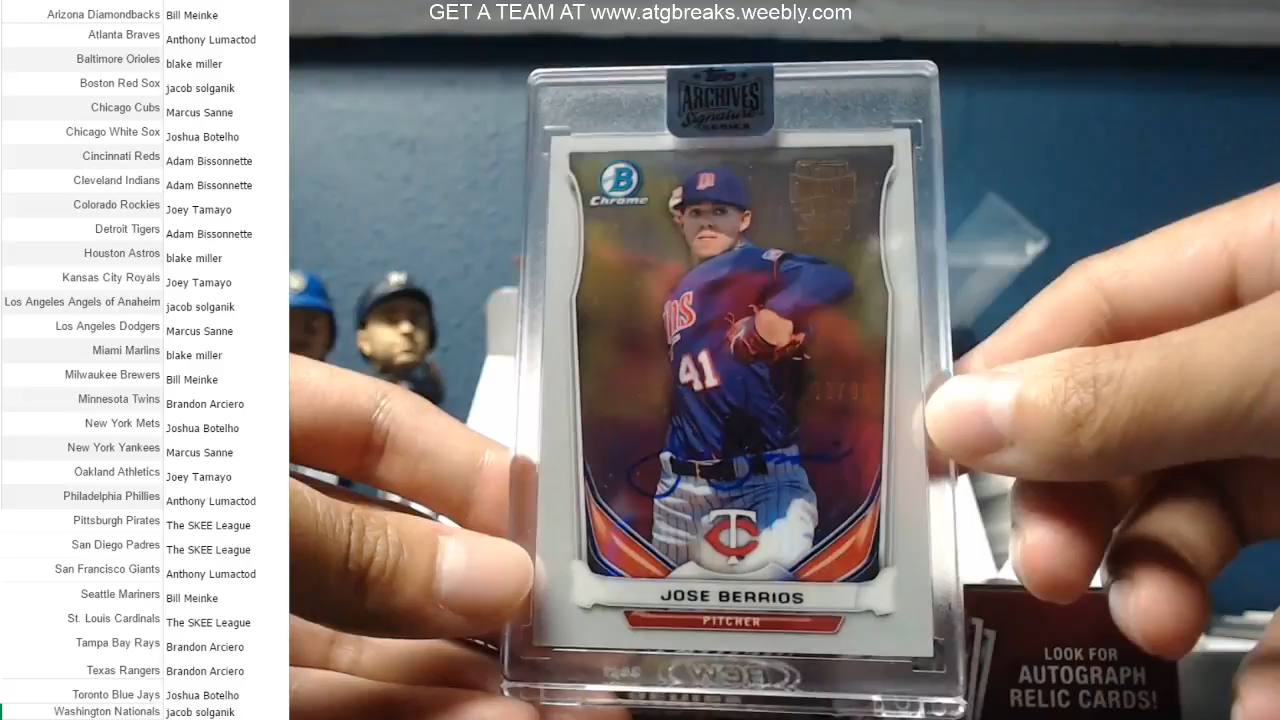 GET A TEAM AT www.atgbreaks.weebly.com
Arizona Diamondbacks Bill Meinke
Atlanta Braves Anthony Lumactod
Baltimore Orioles blake miller
Boston Red Sox jacob solganik
Chicago Cubs Marcus Sanne
Chicago White Sox Joshua Botelho
Cincinnati Reds Adam Bissonnette
Cleveland Indians Adam Bissonnette
Colorado Rockies Joey Tamayo
Detroit Tigers Adam Bissonnette
Houston Astros blake miller
Kansas City Royals Joey Tamayo
Los Angeles Angels of Anaheim jacob solganik
Los Angeles Dodgers Marcus Sanne
Miami Marlins blake miller
Milwaukee Brewers Bill Meinke
Minnesota Twins Brandon Arciero
New York Mets Joshua Botelho
New York Yankees Marcus Sanne
Oakland Athletics Joey Tamayo
Philadelphia Phillies Anthony Lumactod
Pittsburgh Pirates The SKEE League
San Diego Padres The SKEE League
San Francisco Giants Anthony Lumactod
Seattle Mariners Bill Meinke
St. Louis Cardinals The SKEE League
Tampa Bay Rays Brandon Arciero
Texas Rangers Brandon Arciero
Toronto Blue Jays Joshua Botelho
Washington Nationals jacob solganik
Topps
ARCHIVES
Signature
SERIES
B
Chrome
41
TC
JOSE BERRIOS
PITCHER
LOOK FOR
AUTOGRAPH
RELIC CARDS!